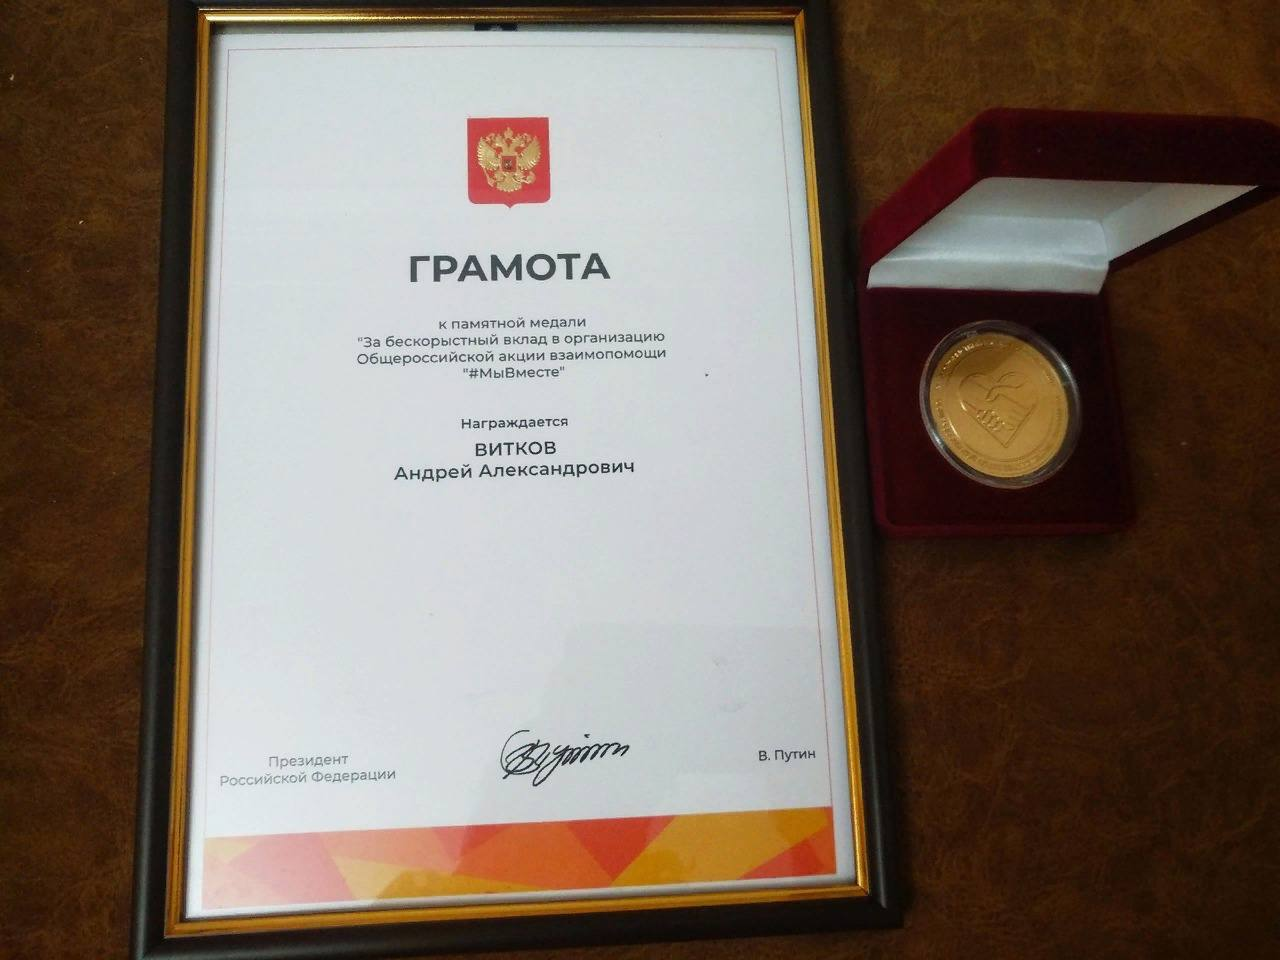 ГРАМОТА
к памятной медали
"За бескорыстный вклад в организацию
Общероссийской акции взаимопомощи
"#МыВместе"
Награждается
ВИТКОВ
Андрей Александрович
Президент
Российской Федерации
В. Путин